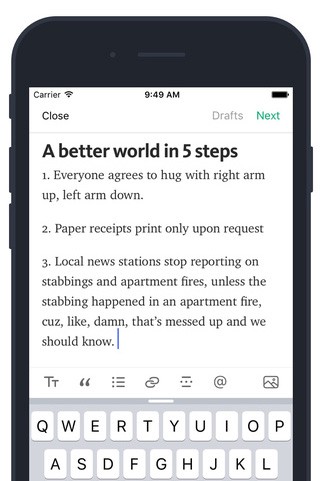 Carrier 9:49 AM
Close Drafts Next
A better world in 5 steps
1. Everyone agrees to hug with right arm
up, left arm down.
2. Paper receipts print only upon request
3. Local news stations stop reporting on
stabbings and apartment fires, unless the
stabbing happened in an apartment fire,
cuz, like, damn, that’s messed up and we
should know.
TT “ @
Q W E R T Y U I O P
A S D F G H J K L